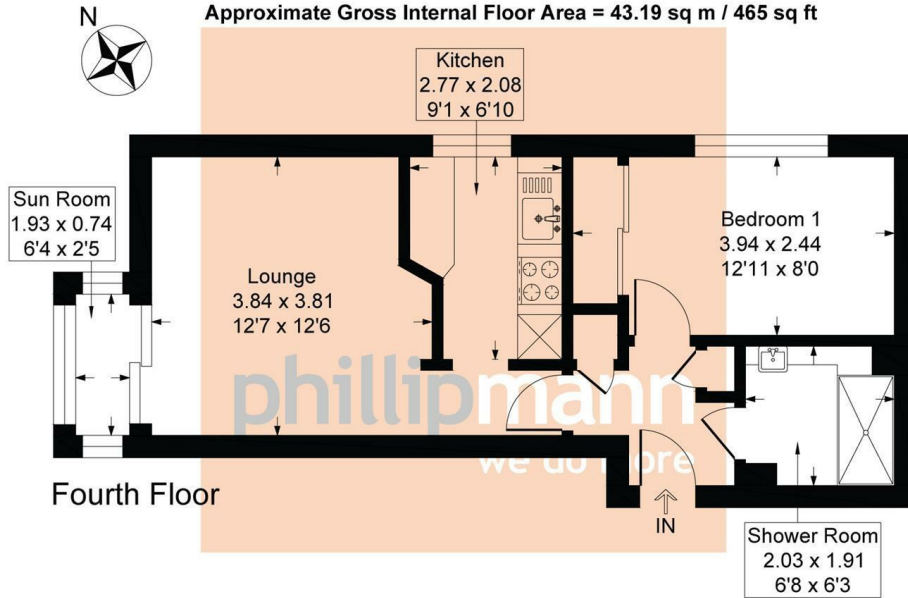 Approximate Gross Internal Floor Area = 43.19 sq m / 465 sq ft
N
Kitchen
2.77 x 2.08
9'1 x 6'10
Sun Room
1.93 x 0.74
6'4 x 2'5
Lounge
3.84 x 3.81
12'7 x 12'6
Bedroom 1
3.94 x 2.44
12'11 x 8'0
phillipmann
we do more
Fourth Floor
IN
Shower Room
2.03 x 1.91
6'8 x 6'3